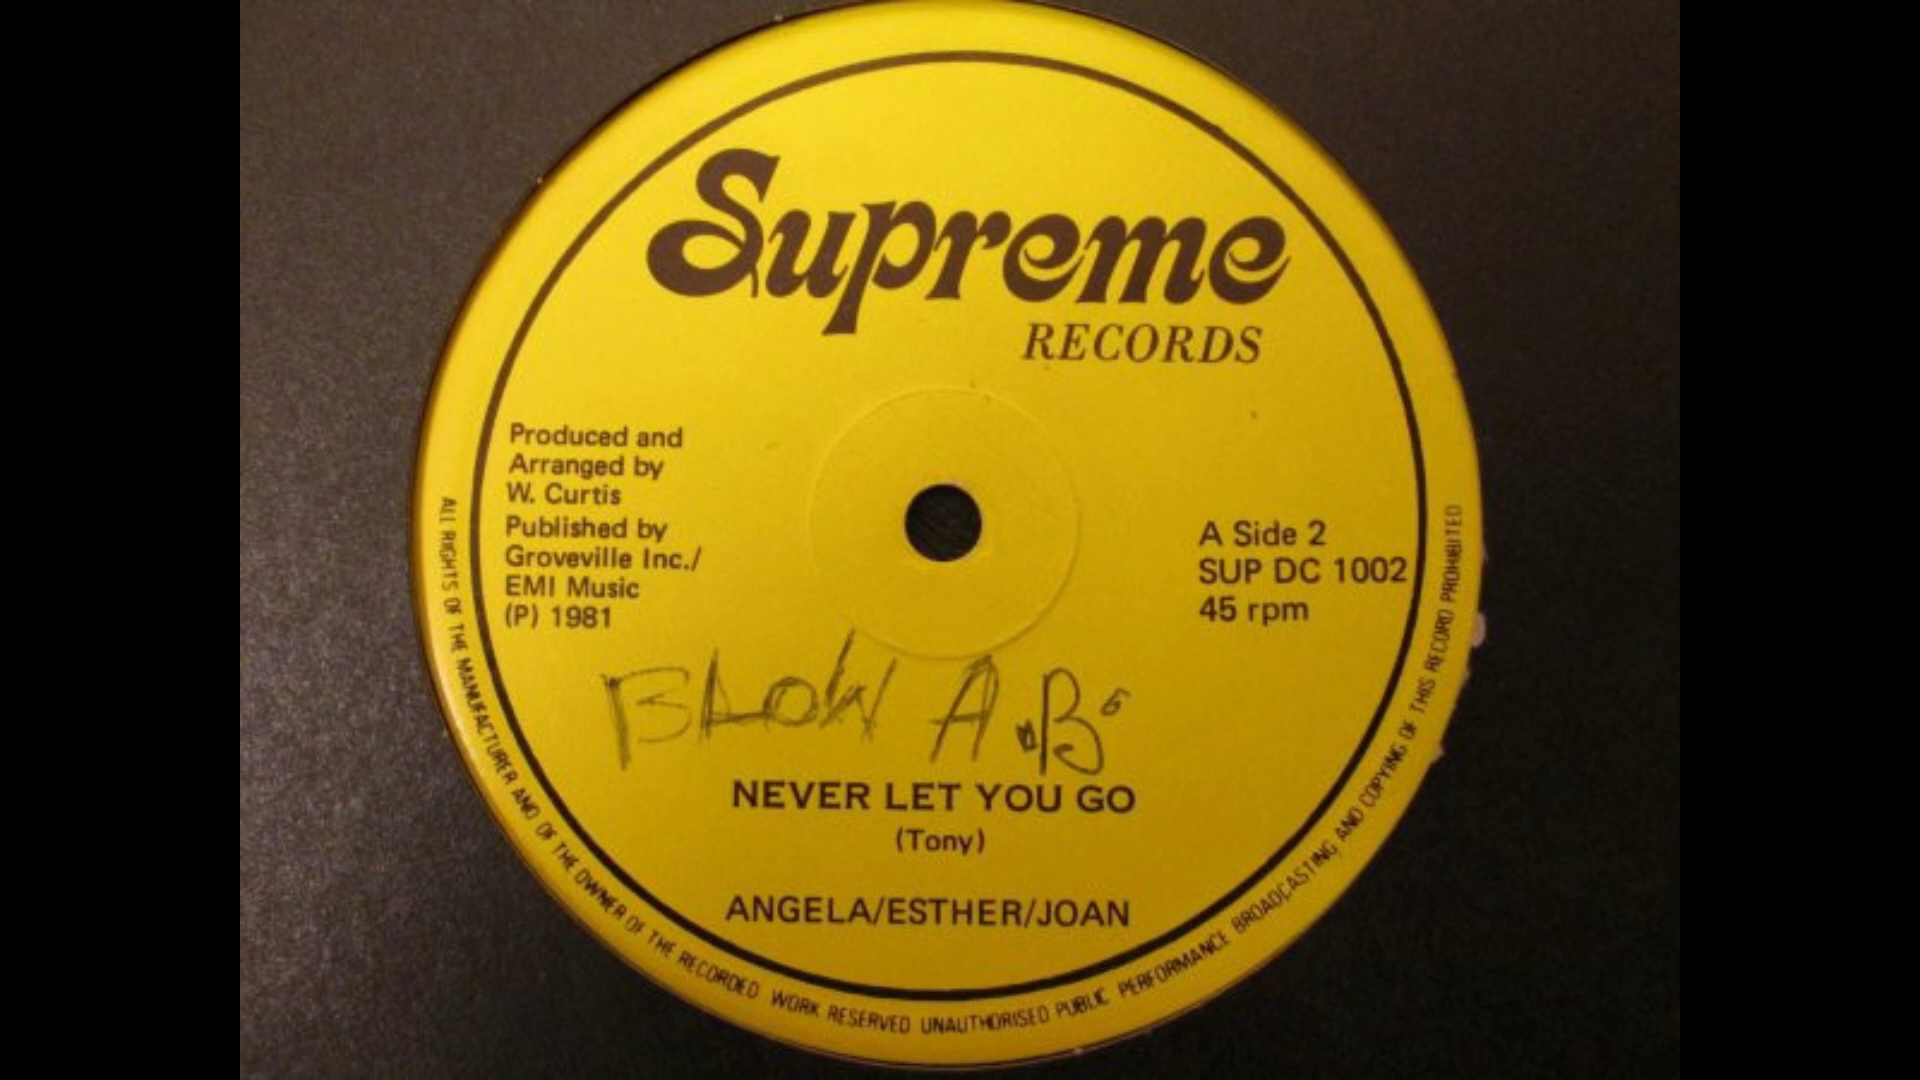 Supreme
RECORDS
Produced and
Arranged by
W. Curtis
Published by
Groveville Inc./
EMI Music
(P) 1981
A Side 2
SUP DC 1002
45 rpm
BLOW A
NEVER LET YOU GO
(Tony)
ANGELA/ESTHER/JOAN
ALL RIGHTS OF THE MANUFACTURER AND OF THE OWNER OF THE RECORDED WORK RESERVED UNAUTHORISED PUBLIC PERFORMANCE BROADCASTING AND COPYING OF THIS RECORD PROHIBITED